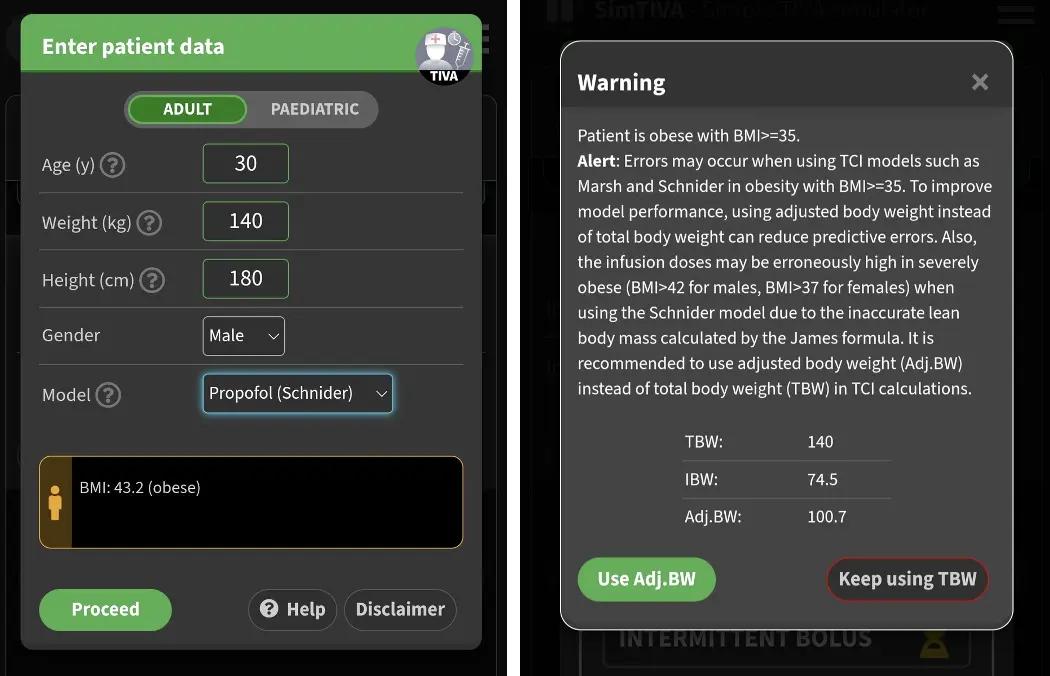 Enter patient data
TIVA
ADULT PAEDIATRIC
Age (y) ? 30
Weight (kg) ? 140
Height (cm) ? 180
Gender Male
Model ? Propofol (Schnider)
BMI: 43.2 (obese)
Proceed ? Help Disclaimer
SimTIVA
Warning ×
Patient is obese with BMI>=35.
Alert: Errors may occur when using TCI models such as
Marsh and Schnider in obesity with BMI>=35. To improve
model performance, using adjusted body weight instead
of total body weight can reduce predictive errors. Also,
the infusion doses may be erroneously high in severely
obese (BMI>42 for males, BMI>37 for females) when
using the Schnider model due to the inaccurate lean
body mass calculated by the James formula. It is
recommended to use adjusted body weight (Adj.BW)
instead of total body weight (TBW) in TCI calculations.
TBW: 140
IBW: 74.5
Adj.BW: 100.7
Use Adj.BW Keep using TBW
INTERMITTENT BOLUS